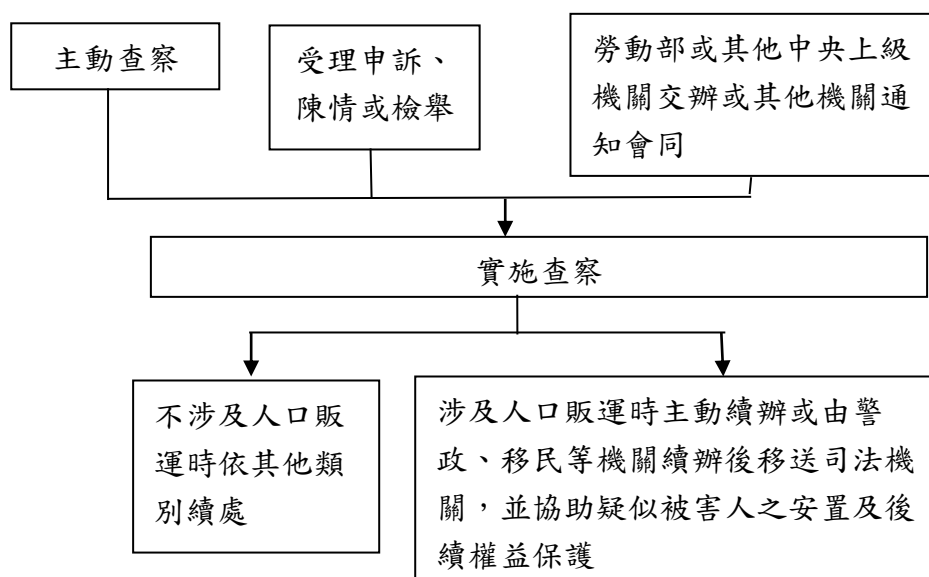 主動查察
受理申訴、
陳情或檢舉
勞動部或其他中央上級
機關交辦或其他機關通
知會同
實施查察
不涉及人口販
運時依其他類
別續處
涉及人口販運時主動續辦或由警
政、移民等機關續辦後移送司法機
關，並協助疑似被害人之安置及後
續權益保護